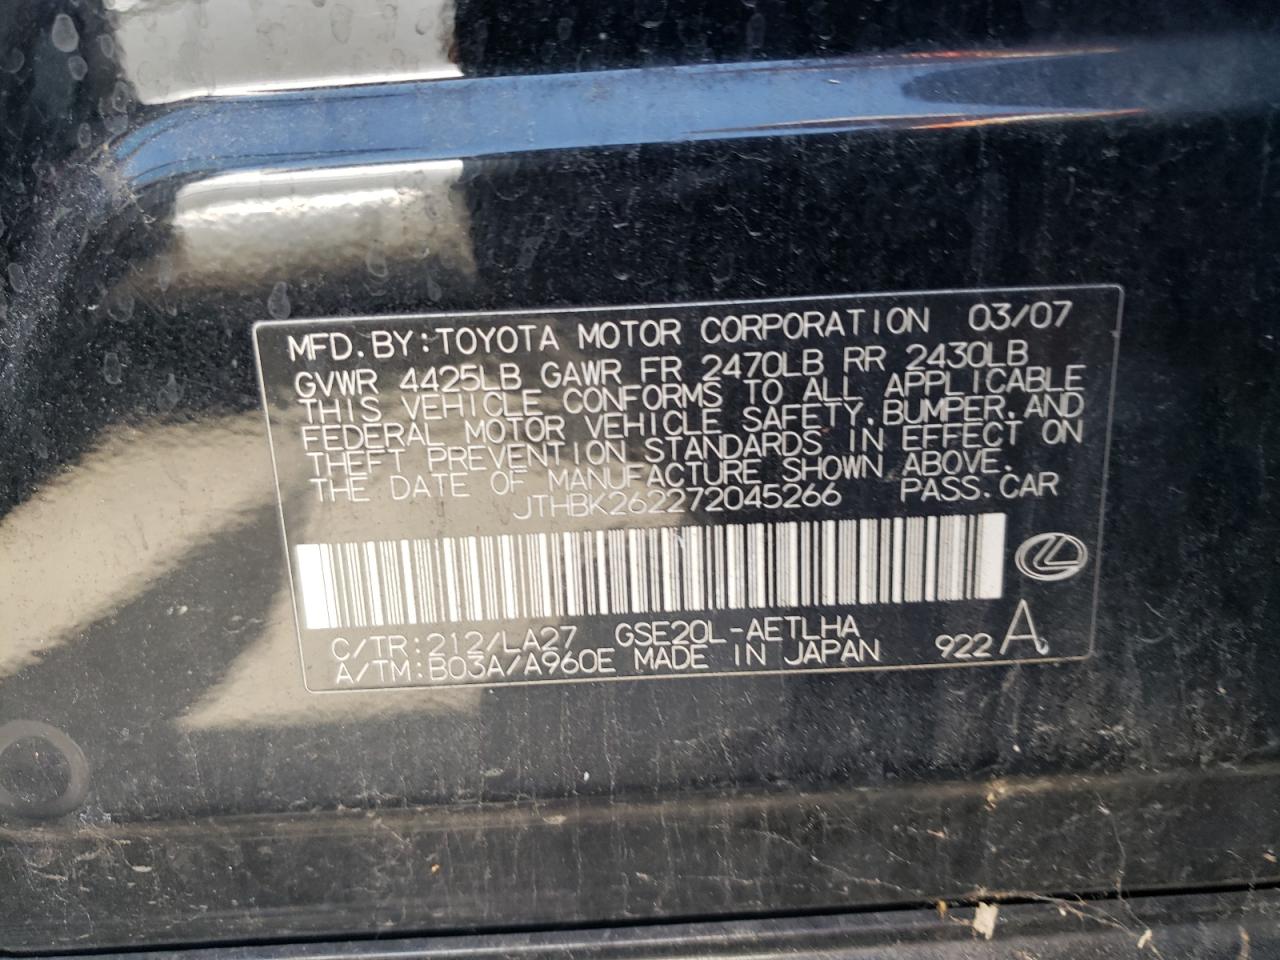 MFD. BY: TOYOTA MOTOR CORPORATION 03/07
GVWR 4425LB GAWR FR 2470LB RR 2430LB
THIS VEHICLE CONFORMS TO ALL APPLICABLE
FEDERAL MOTOR VEHICLE SAFETY, BUMPER, AND
THEFT PREVENTION STANDARDS IN EFFECT ON
THE DATE OF MANUFACTURE SHOWN ABOVE.
JTHBK262272045266 PASS. CAR
C/TR: 212/LA27 GSE20L-AETLHA
A/TM: B03A/A960E MADE IN JAPAN 922 A